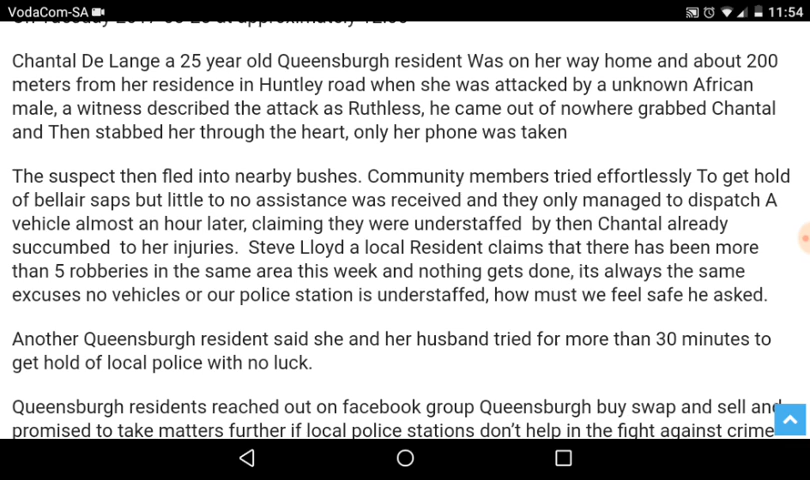 VodaCom-SA
11:54
Chantal De Lange a 25 year old Queensburgh resident Was on her way home and about 200
meters from her residence in Huntley road when she was attacked by a unknown African
male, a witness described the attack as Ruthless, he came out of nowhere grabbed Chantal
and Then stabbed her through the heart, only her phone was taken
The suspect then fled into nearby bushes. Community members tried effortlessly To get hold
of bellair saps but little to no assistance was received and they only managed to dispatch A
vehicle almost an hour later, claiming they were understaffed by then Chantal already
succumbed to her injuries. Steve Lloyd a local Resident claims that there has been more
than 5 robberies in the same area this week and nothing gets done, its always the same
excuses no vehicles or our police station is understaffed, how must we feel safe he asked.
Another Queensburgh resident said she and her husband tried for more than 30 minutes to
get hold of local police with no luck.
Queensburgh residents reached out on facebook group Queensburgh buy swap and sell and
promised to take matters further if local police stations don't help in the fight against crime